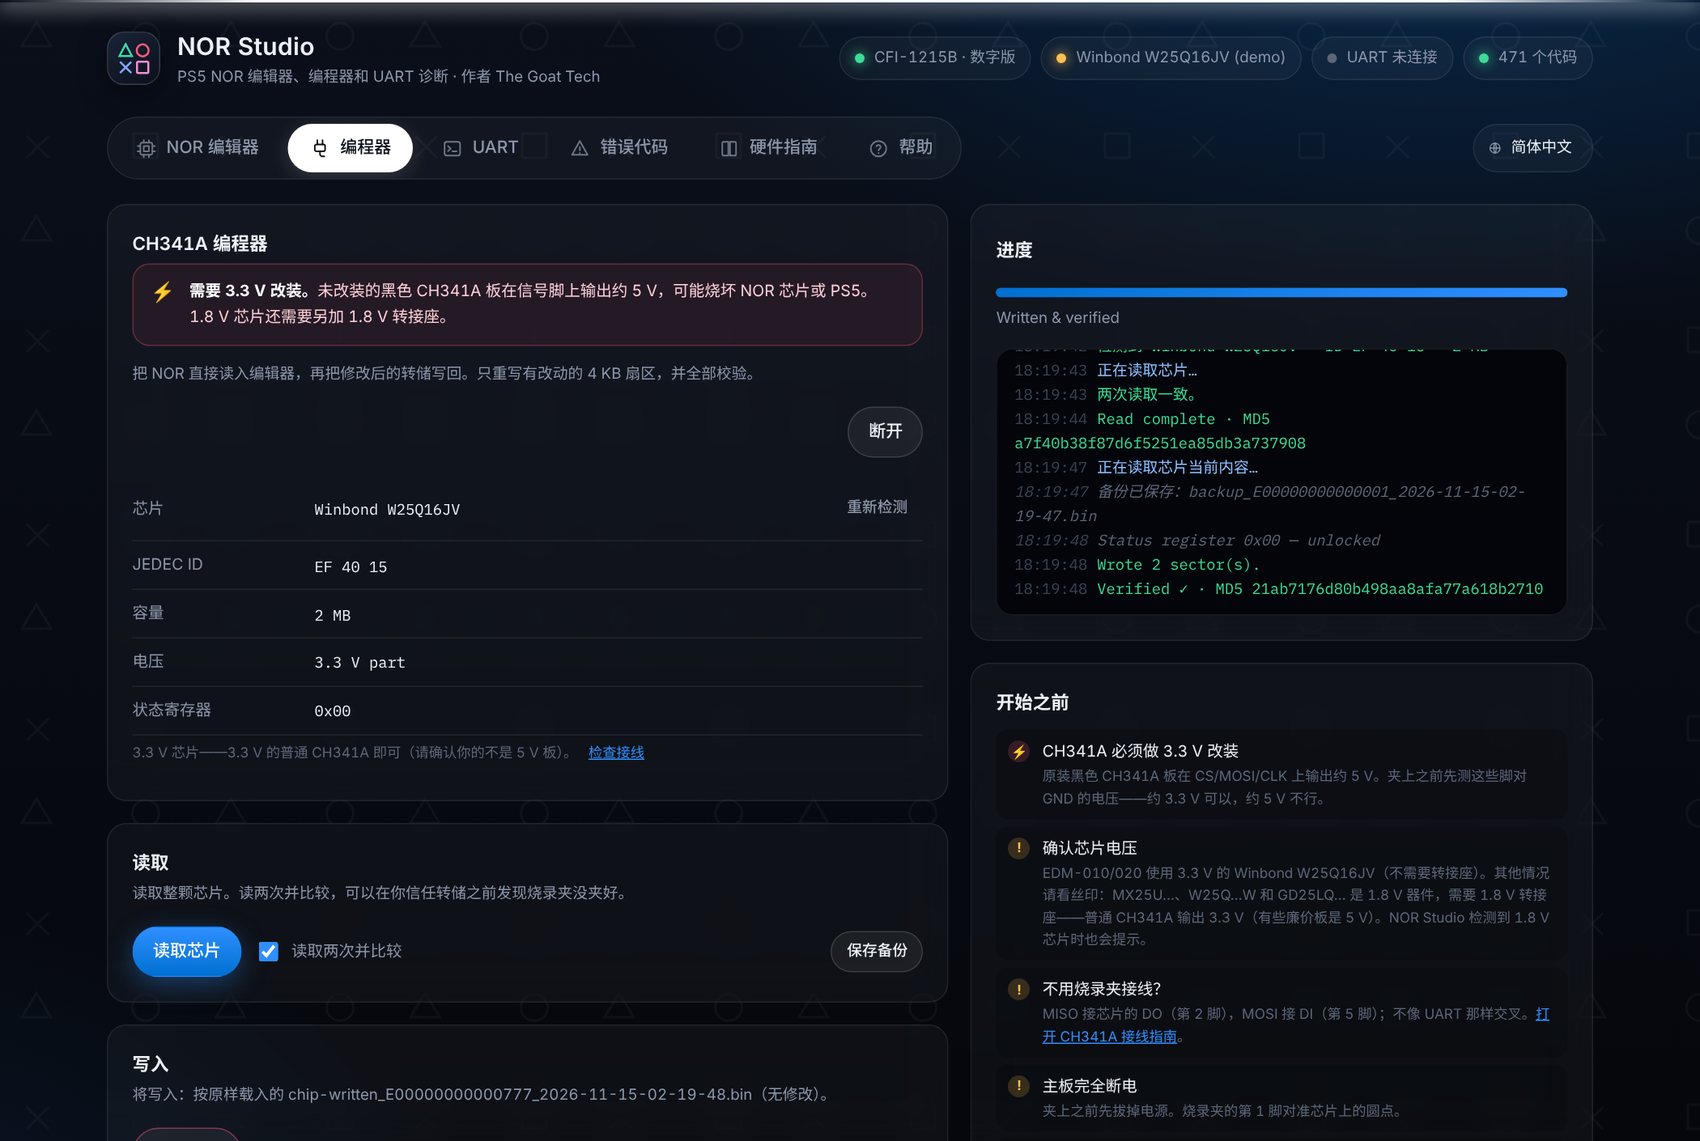 NOR Studio
PS5 NOR 编辑器、编程器和 UART 诊断 · 作者 The Goat Tech
CFI-1215B · 数字版
Winbond W25Q16JV (demo)
UART 未连接
471 个代码
NOR 编辑器
编程器
UART
错误代码
硬件指南
帮助
简体中文
CH341A 编程器
需要 3.3 V 改装。未改装的黑色 CH341A 板在信号脚上输出约 5 V，可能烧坏 NOR 芯片或 PS5。
1.8 V 芯片还需要另加 1.8 V 转接座。
把 NOR 直接读入编辑器，再把修改后的转储写回。只重写有改动的 4 KB 扇区，并全部校验。
断开
芯片
Winbond W25Q16JV
重新检测
JEDEC ID
EF 40 15
容量
2 MB
电压
3.3 V part
状态寄存器
0x00
3.3 V 芯片——3.3 V 的普通 CH341A 即可（请确认你的不是 5 V 板）。 检查接线
读取
读取整颗芯片。读两次并比较，可以在你信任转储之前发现烧录夹没夹好。
读取芯片
读取两次并比较
保存备份
写入
将写入：按原样载入的 chip-written_E00000000000777_2026-11-15-02-19-48.bin（无修改）。
进度
Written & verified
18:19:43 正在读取芯片…
18:19:43 两次读取一致。
18:19:44 Read complete · MD5
a7f40b38f87d6f5251ea85db3a737908
18:19:47 正在读取芯片当前内容…
18:19:47 备份已保存：backup_E00000000000001_2026-11-15-02-
19-47.bin
18:19:48 Status register 0x00 — unlocked
18:19:48 Wrote 2 sector(s).
18:19:48 Verified ✓ · MD5 21ab7176d80b498aa8afa77a618b2710
开始之前
CH341A 必须做 3.3 V 改装
原装黑色 CH341A 板在 CS/MOSI/CLK 上输出约 5 V。夹上之前先测这些脚对
GND 的电压——约 3.3 V 可以，约 5 V 不行。
确认芯片电压
EDM-010/020 使用 3.3 V 的 Winbond W25Q16JV（不需要转接座）。其他情况
请看丝印：MX25U…、W25Q…W 和 GD25LQ… 是 1.8 V 器件，需要 1.8 V 转接
座——普通 CH341A 输出 3.3 V（有些廉价板是 5 V）。NOR Studio 检测到 1.8 V
芯片时也会提示。
不用烧录夹接线？
MISO 接芯片的 DO（第 2 脚），MOSI 接 DI（第 5 脚）；不像 UART 那样交叉。打
开 CH341A 接线指南。
主板完全断电
夹上之前先拔掉电源。烧录夹的第 1 脚对准芯片上的圆点。